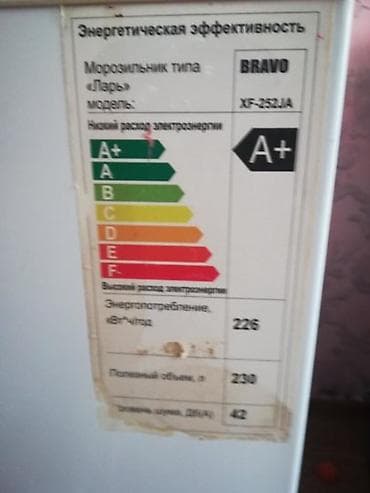 Энергетическая эффективность
Морозильник типа BRAVO
«Ларь»
модель: XF-252JA
Низкий расход электроэнергии
A+ A+
A
B
C
D
E
F
Высокий расход электроэнергии
Энергопотребление,
кВт*ч/год 226
Полезный объем, л 230
Уровень шума, Дб(А) 42